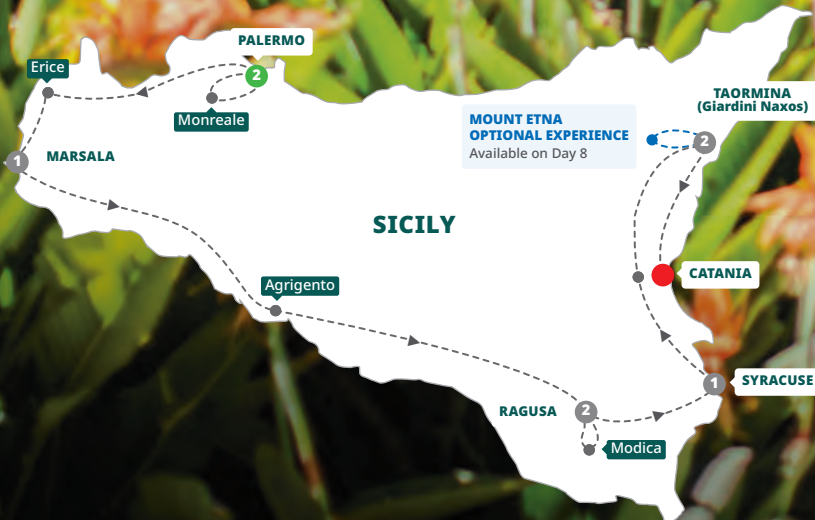 PALERMO
2
Erice
Monreale
1
MARSALA
TAORMINA
(Giardini Naxos)
MOUNT ETNA
OPTIONAL EXPERIENCE
Available on Day 8
2
SICILY
CATANIA
Agrigento
1
SYRACUSE
RAGUSA
2
Modica